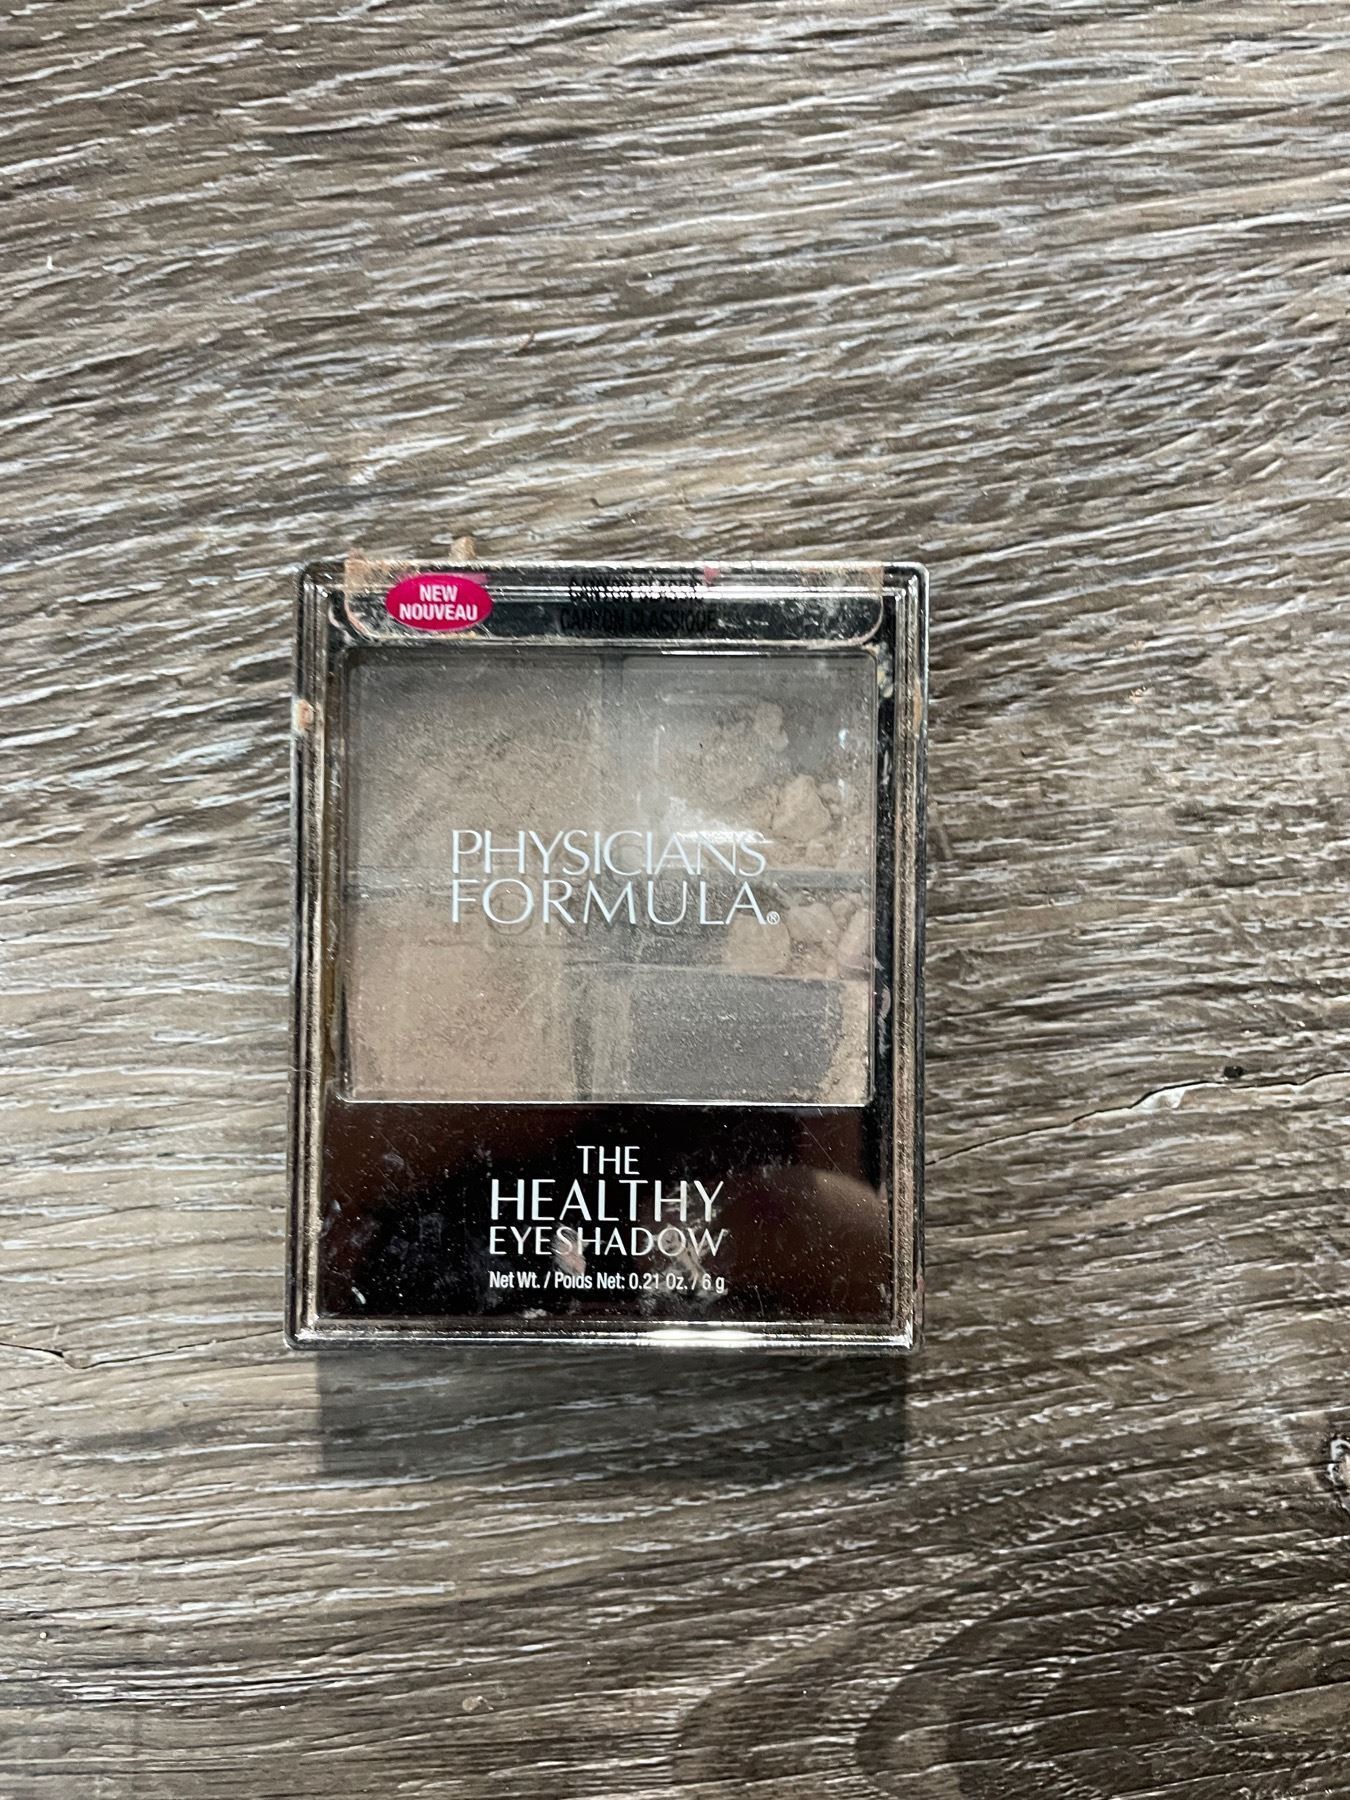 NEW
NOUVEAU
CANYON CLASSIQUE
PHYSICIANS
FORMULA®
THE
HEALTHY
EYESHADOW
Net Wt. / Poids Net: 0.21 Oz. / 6 g